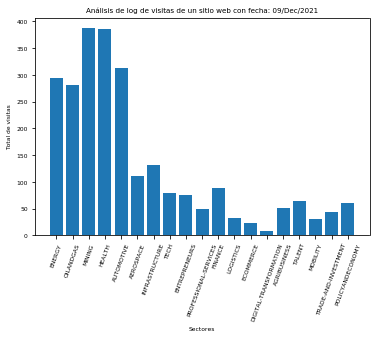 Análisis de log de visitas de un sitio web con fecha: 09/Dec/2021
Total de visitas
400
350
300
250
200
150
100
50
0
ENERGY
OILANDGAS
MINING
HEALTH
AUTOMOTIVE
AEROSPACE
INFRASTRUCTURE
TECH
ENTREPRENEURS
PROFESSIONAL-SERVICES
FINANCE
LOGISTICS
ECOMMERCE
DIGITAL-TRANSFORMATION
AGRIBUSINESS
TALENT
MOBILITY
TRADE-AND-INVESTMENT
POLICYANDECONOMY
Sectores